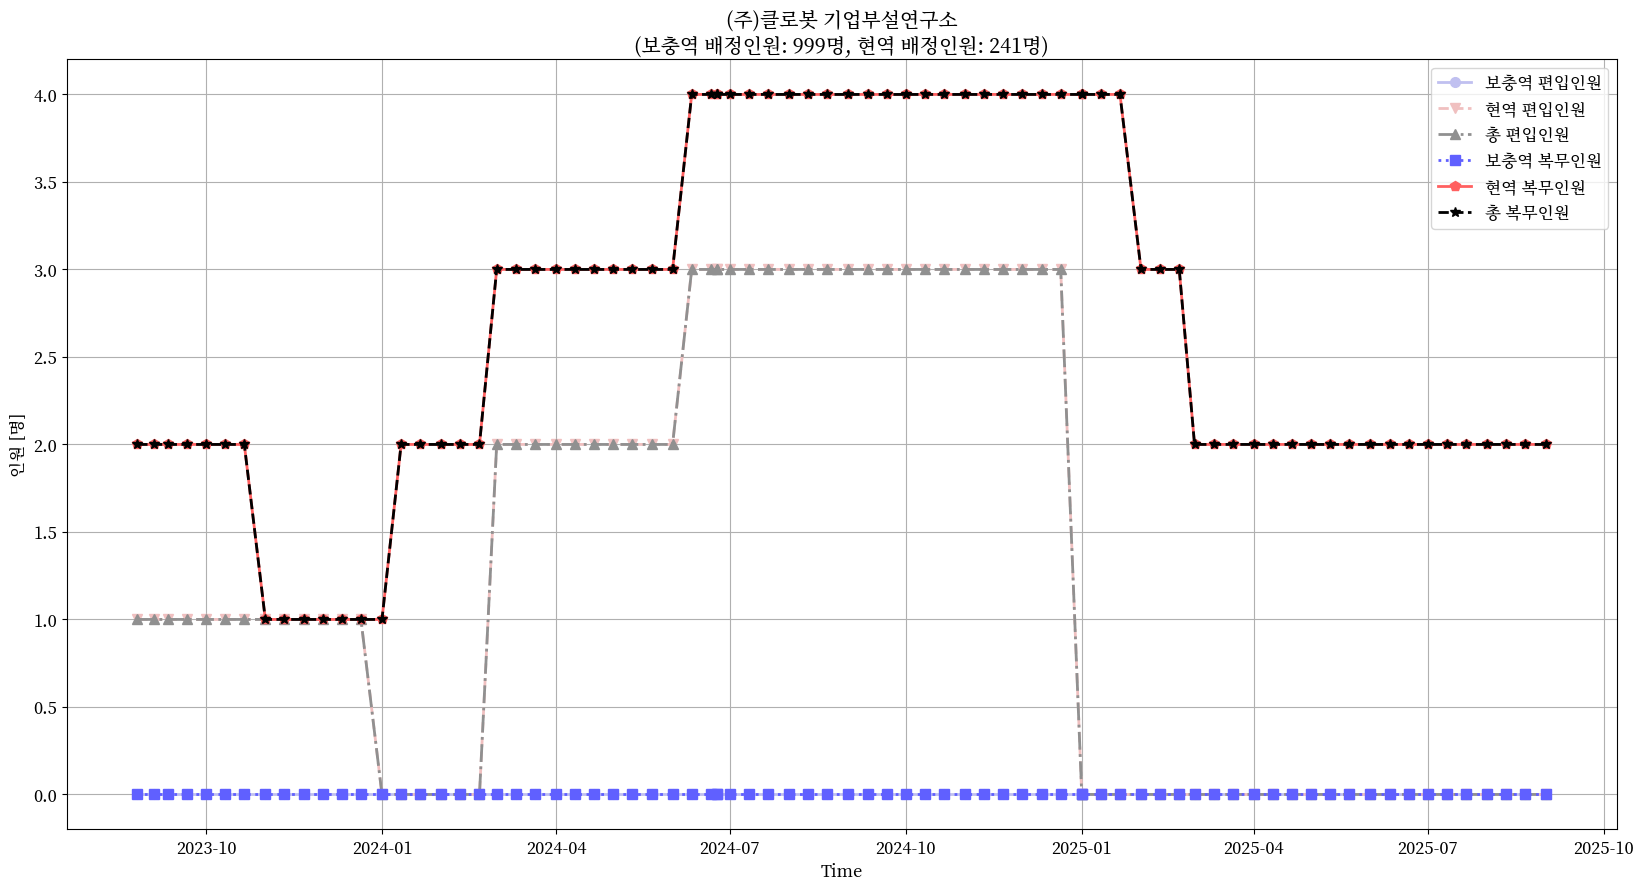 (주)클로봇 기업부설연구소
(보충역 배정인원: 999명, 현역 배정인원: 241명)
보충역 편입인원
현역 편입인원
총 편입인원
보충역 복무인원
현역 복무인원
총 복무인원
인원 [명]
4.0
3.5
3.0
2.5
2.0
1.5
1.0
0.5
0.0
2023-10
2024-01
2024-04
2024-07
2024-10
2025-01
2025-04
2025-07
2025-10
Time